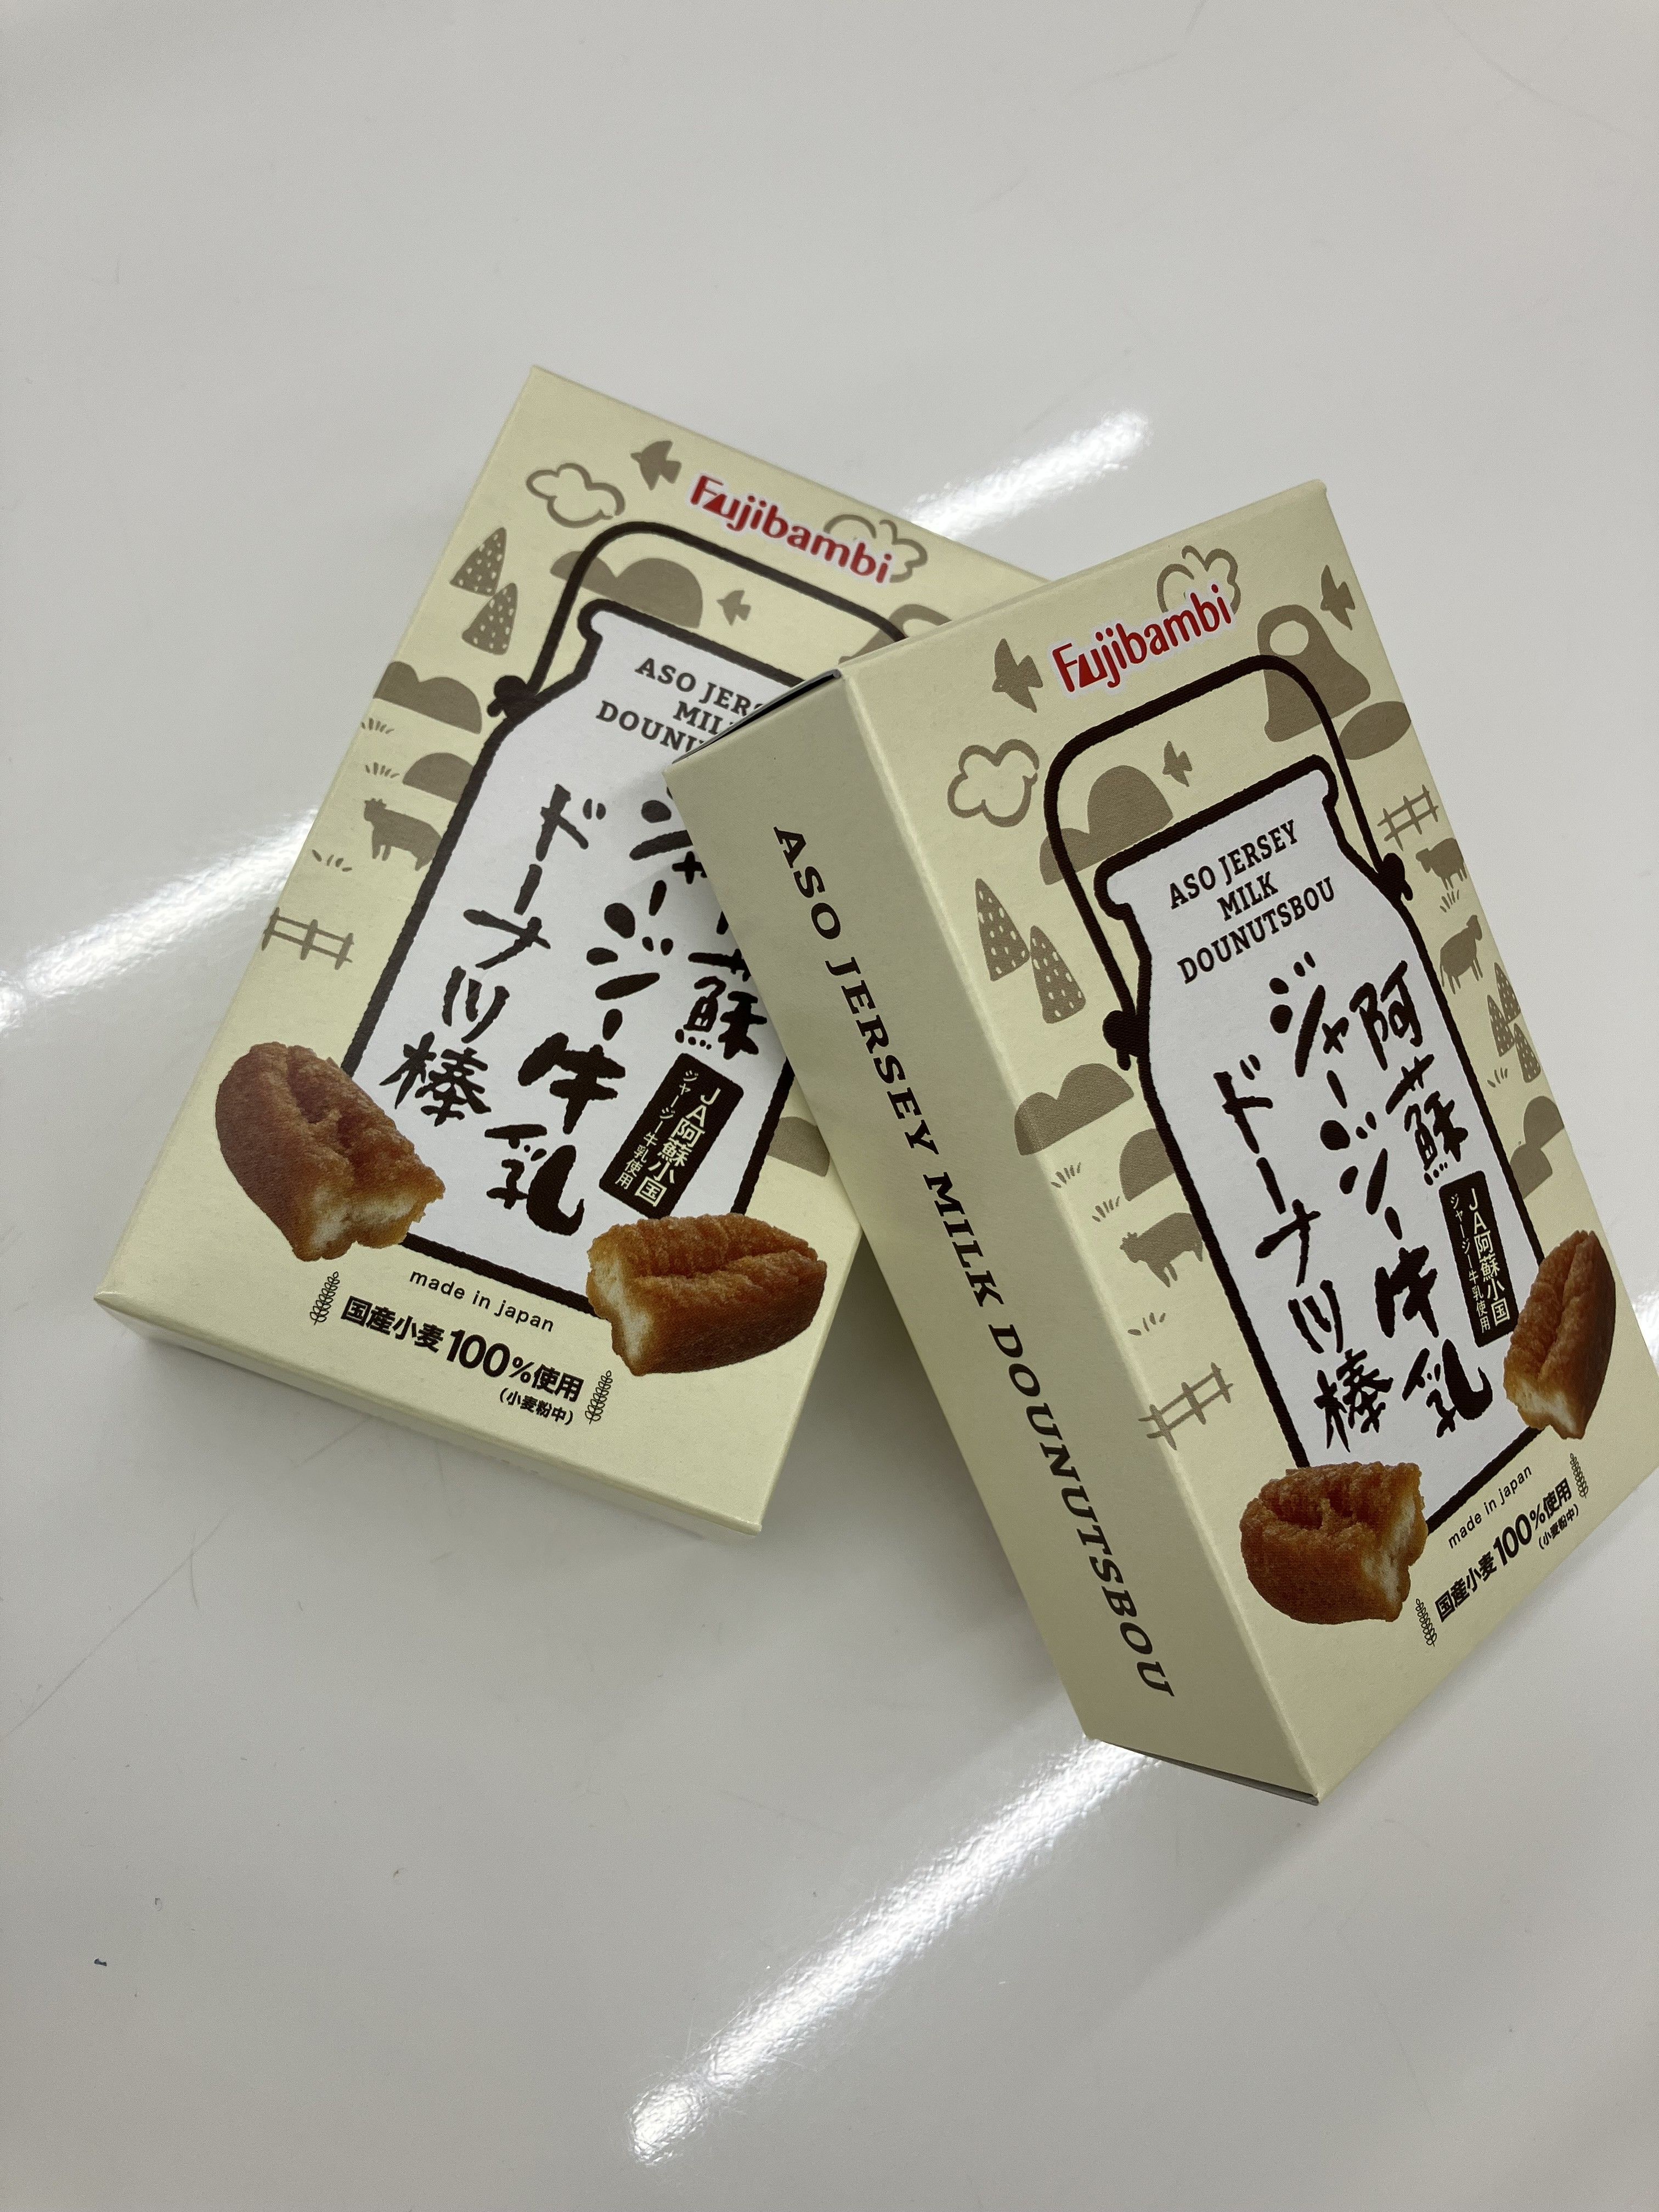 Fujibambi
ASO JERS
MIL
DOUNU
蘇
ジャージー牛乳
ドーナツ棒
JA阿蘇小国
ジャージー牛乳使用
made in japan
国産小麦100%使用
(小麦粉中)
Fujibambi
ASO JERSEY
MILK
DOUNUTSBOU
阿蘇
ジャージー牛乳
ドーナツ棒
JA阿蘇小国
ジャージー牛乳使用
made in japan
国産小麦100%使用
(小麦粉中)
ASO JERSEY MILK DOUNUTSBOU